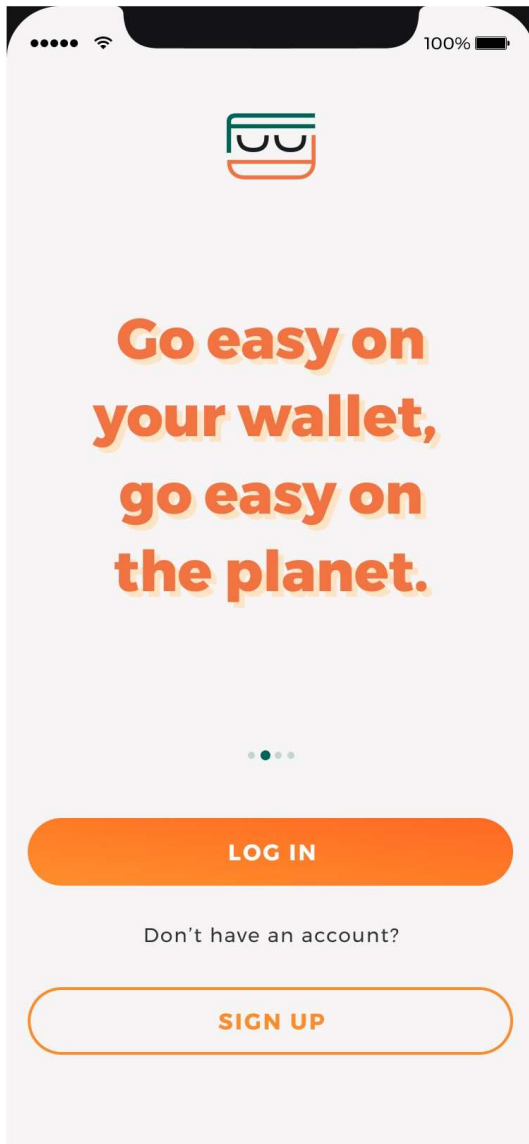 100%
Go easy on
your wallet,
go easy on
the planet.
LOG IN
Don’t have an account?
SIGN UP